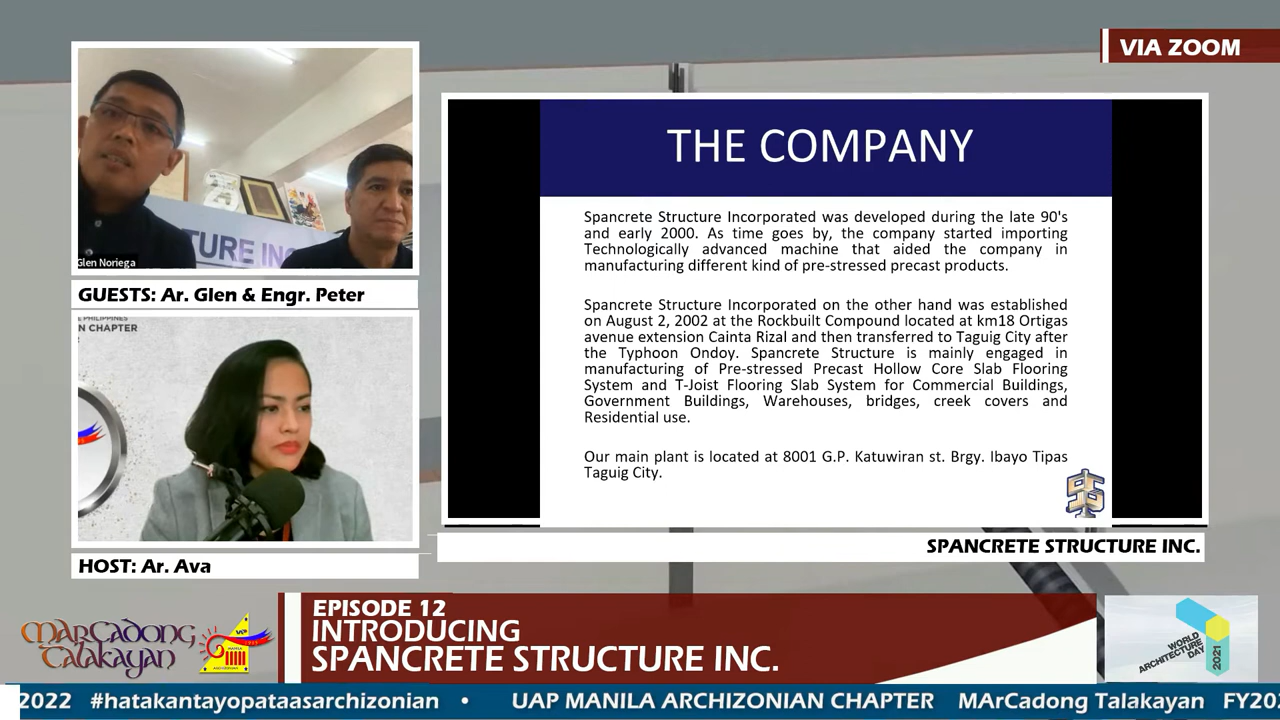 VIA ZOOM
TURE INC
Glen Noriega
GUESTS: Ar. Glen & Engr. Peter
E PHILIPPINES
N CHAPTER
HOST: Ar. Ava
THE COMPANY
Spancrete Structure Incorporated was developed during the late 90's
and early 2000. As time goes by, the company started importing
Technologically advanced machine that aided the company in
manufacturing different kind of pre-stressed precast products.
Spancrete Structure Incorporated on the other hand was established
on August 2, 2002 at the Rockbuilt Compound located at km18 Ortigas
avenue extension Cainta Rizal and then transferred to Taguig City after
the Typhoon Ondoy. Spancrete Structure is mainly engaged in
manufacturing of Pre-stressed Precast Hollow Core Slab Flooring
System and T-Joist Flooring Slab System for Commercial Buildings,
Government Buildings, Warehouses, bridges, creek covers and
Residential use.
Our main plant is located at 8001 G.P. Katuwiran st. Brgy. Ibayo Tipas
Taguig City.
SPANCRETE STRUCTURE INC.
MArCadong
Talakayan
UAP
MANILA
EPISODE 12
INTRODUCING
SPANCRETE STRUCTURE INC.
WORLD
ARCHITECTURE
DAY
2021
2022 #hatakantayopataasarchizonian • UAP MANILA ARCHIZONIAN CHAPTER MArCadong Talakayan FY202